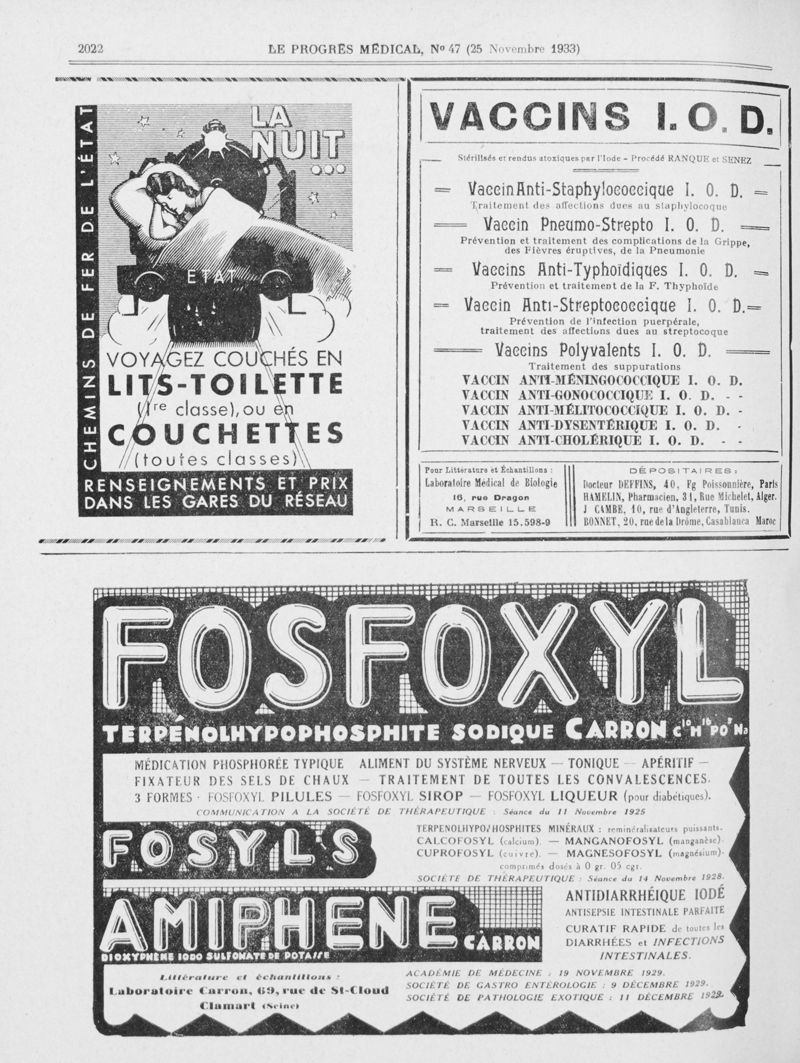 2022
LE PROGRÈS MÉDICAL, No 47 (25 Novembre 1933)
CHEMINS DE FER DE L'ÉTAT
LA
NUIT
...
ETAT
VOYAGEZ COUCHÉS EN
LITS-TOILETTE
(1re classe), ou en
COUCHETTES
(toutes classes)
RENSEIGNEMENTS ET PRIX
DANS LES GARES DU RÉSEAU
VACCINS I.O.D.
Stérilisés et rendus atoxiques par l'Iode - Procédé RANQUE et SENEZ
= Vaccin Anti-Staphylococcique I. O. D. =
Traitement des affections dues au staphylocoque
= Vaccin Pneumo-Strepto I. O. D. =
Prévention et traitement des complications de la Grippe,
des Fièvres éruptives, de la Pneumonie
= Vaccins Anti-Typhoïdiques I. O. D. =
Prévention et traitement de la F. Thyphoïde
= Vaccin Anti-Streptococcique I. O. D. =
Prévention de l'infection puerpérale,
traitement des affections dues au streptocoque
= Vaccins Polyvalents I. O. D. =
Traitement des suppurations
VACCIN ANTI-MÉNINGOCOCCIQUE I. O. D.
VACCIN ANTI-GONOCOCCIQUE I. O. D. - -
VACCIN ANTI-MÉLITOCOCCIQUE I. O. D. -
VACCIN ANTI-DYSENTÉRIQUE I. O. D. -
VACCIN ANTI-CHOLÉRIQUE I. O. D. - -
Pour Littérature et Échantillons :
Laboratoire Médical de Biologie
16, rue Dragon
MARSEILLE
R. C. Marseille 15.598-9
DÉPOSITAIRES :
Docteur DEFFINS, 40, Fg Poissonnière, Paris
HAMELIN, Pharmacien, 31, Rue Michelet, Alger.
J CAMBE, 10, rue d'Angleterre, Tunis.
BONNET, 20, rue de la Drôme, Casablanca Maroc
FOSFOXYL
TERPÉNOLHYPOPHOSPHITE SODIQUE CARRON C10H16PO3Na
MÉDICATION PHOSPHORÉE TYPIQUE ALIMENT DU SYSTÈME NERVEUX — TONIQUE — APÉRITIF —
FIXATEUR DES SELS DE CHAUX — TRAITEMENT DE TOUTES LES CONVALESCENCES.
3 FORMES · FOSFOXYL PILULES — FOSFOXYL SIROP — FOSFOXYL LIQUEUR (pour diabétiques).
COMMUNICATION A LA SOCIÉTÉ DE THÉRAPEUTIQUE : Séance du 11 Novembre 1925
FOSYLS
TERPENOLHYPOPHOSPHITES MINÉRAUX : reminéralisateurs puissants.
CALCOFOSYL (calcium). — MANGANOFOSYL (manganèse).
CUPROFOSYL (cuivre). — MAGNESOFOSYL (magnésium).
comprimés dosés à 0 gr. 05 cgr.
SOCIÉTÉ DE THÉRAPEUTIQUE : Séance du 14 Novembre 1928.
AMIPHENE
CARRON
DIOXYPHENE IODO SULFONATE DE POTASSE
ANTIDIARRHÉIQUE IODÉ
ANTISEPSIE INTESTINALE PARFAITE
CURATIF RAPIDE de toutes les
DIARRHÉES et INFECTIONS
INTESTINALES.
Littérature et échantillons :
Laboratoire Carron, 69, rue de St-Cloud
Clamart (Seine)
ACADÉMIE DE MÉDECINE : 19 NOVEMBRE 1929.
SOCIÉTÉ DE GASTRO ENTÉROLOGIE : 9 DÉCEMBRE 1929.
SOCIÉTÉ DE PATHOLOGIE EXOTIQUE : 11 DÉCEMBRE 1929.